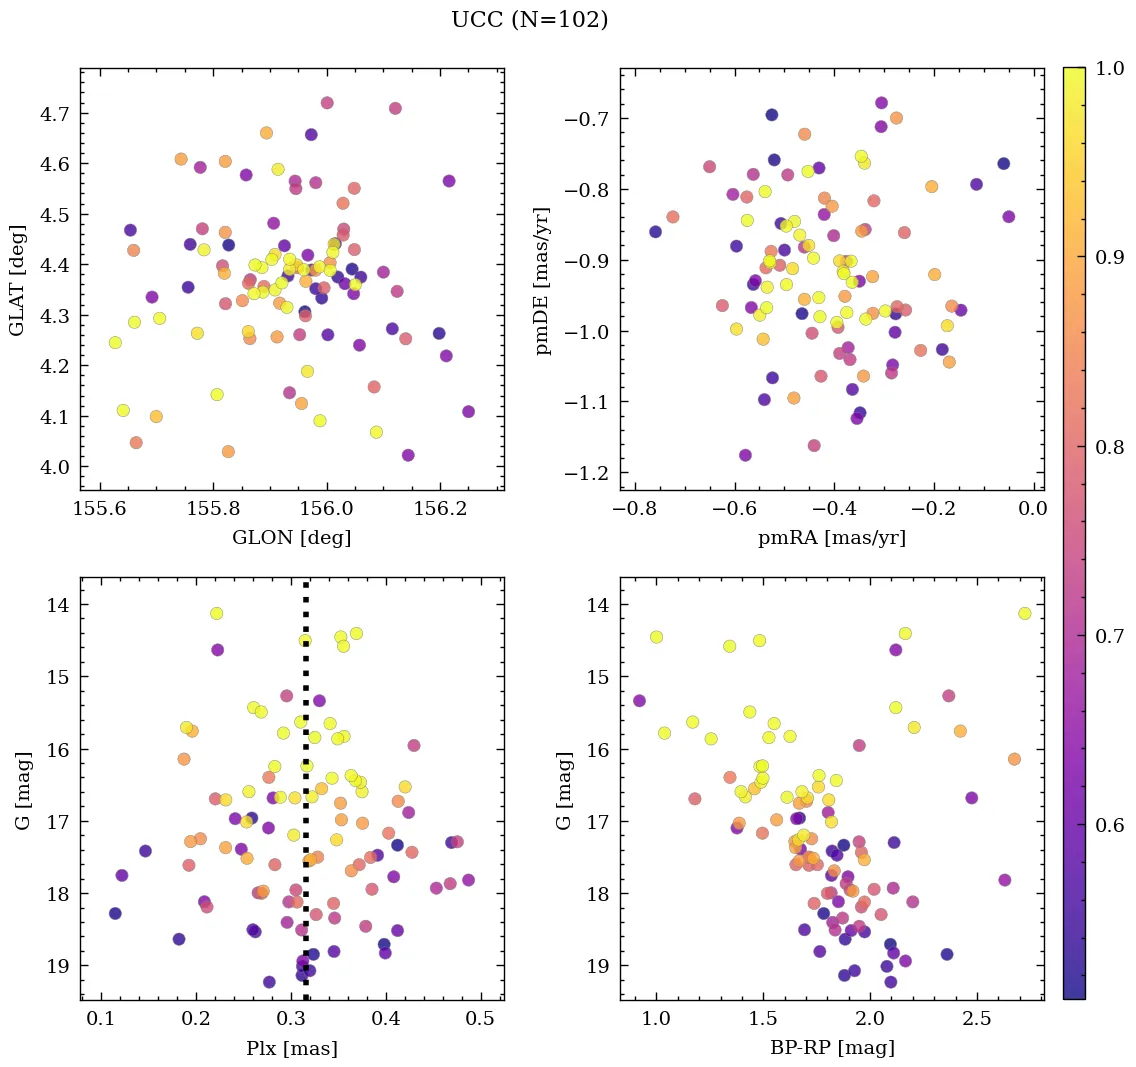 UCC (N=102)
4.7
4.6
4.5
4.4
4.3
4.2
4.1
4.0
GLAT [deg]
155.6 155.8 156.0 156.2
GLON [deg]
−0.7
−0.8
−0.9
−1.0
−1.1
−1.2
pmDE [mas/yr]
−0.8 −0.6 −0.4 −0.2 0.0
pmRA [mas/yr]
14
15
16
17
18
19
G [mag]
0.1 0.2 0.3 0.4 0.5
Plx [mas]
14
15
16
17
18
19
G [mag]
1.0 1.5 2.0 2.5
BP-RP [mag]
1.0
0.9
0.8
0.7
0.6